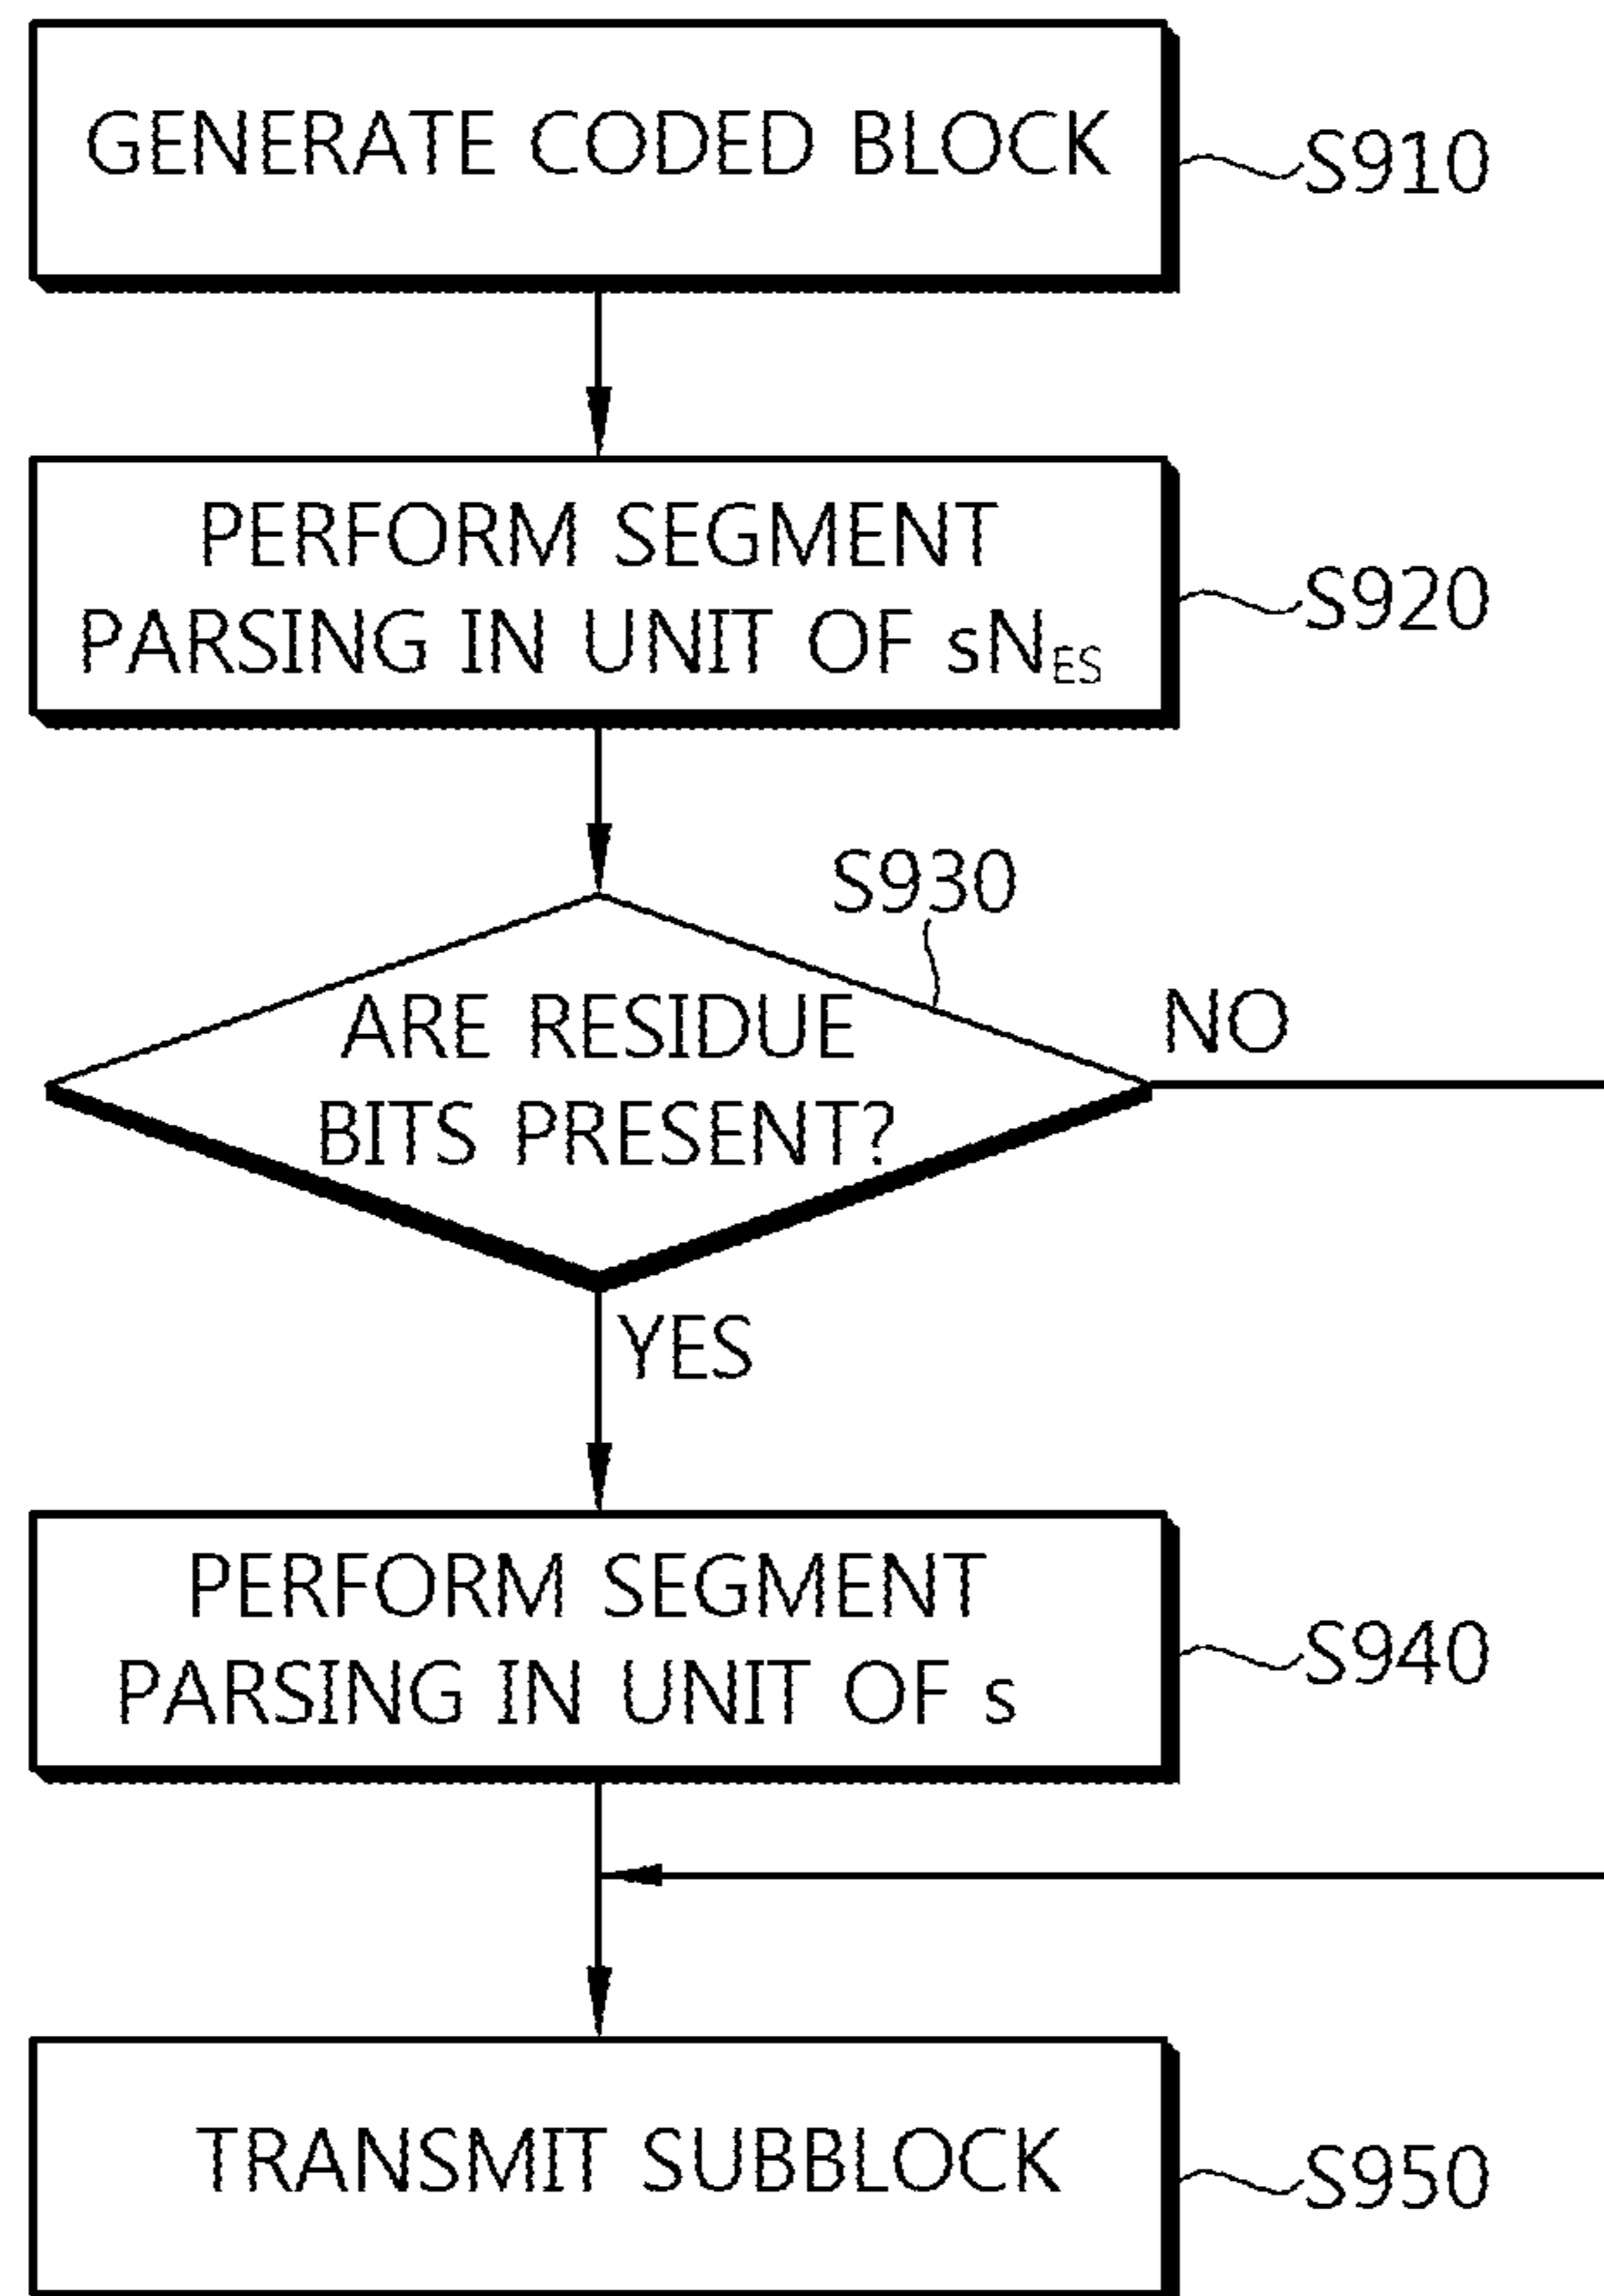 GENERATE CODED BLOCK
S910
PERFORM SEGMENT
PARSING IN UNIT OF sN_ES
S920
S930
ARE RESIDUE
BITS PRESENT?
NO
YES
PERFORM SEGMENT
PARSING IN UNIT OF s
S940
TRANSMIT SUBBLOCK
S950